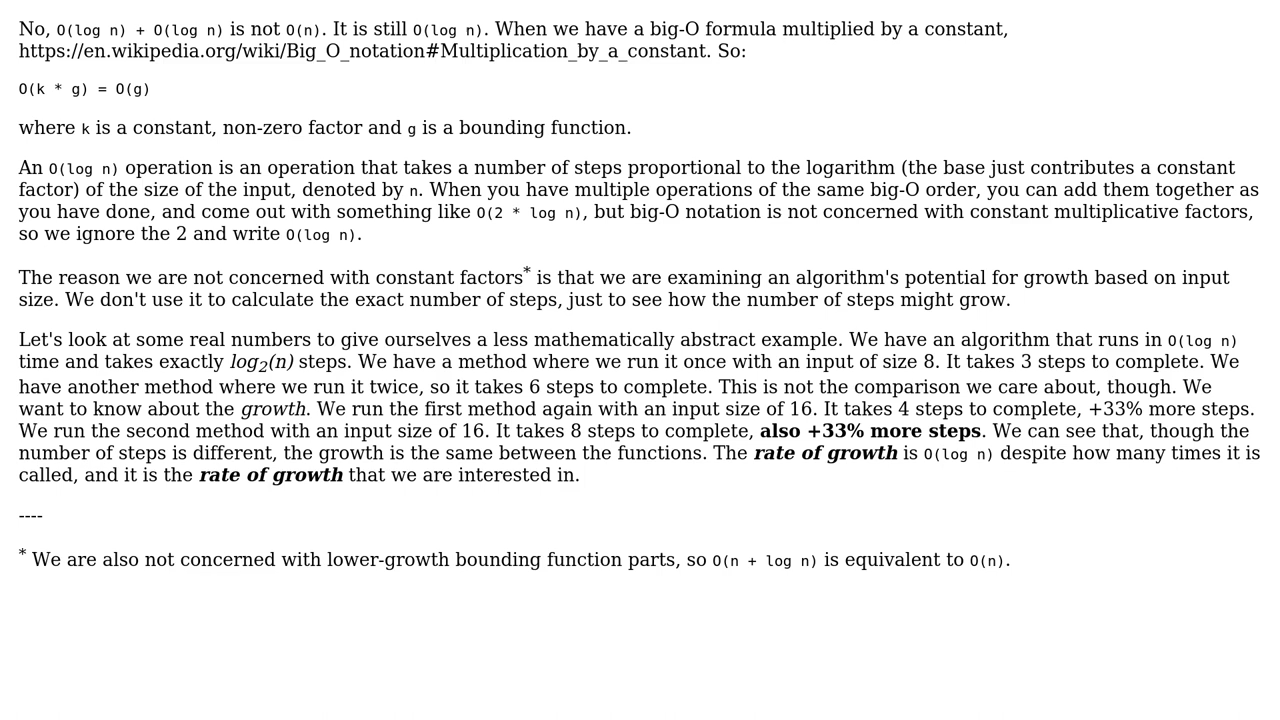 No, O(log n) + O(log n) is not O(n). It is still O(log n). When we have a big-O formula multiplied by a constant,
https://en.wikipedia.org/wiki/Big_O_notation#Multiplication_by_a_constant. So:
O(k * g) = O(g)
where k is a constant, non-zero factor and g is a bounding function.
An O(log n) operation is an operation that takes a number of steps proportional to the logarithm (the base just contributes a constant
factor) of the size of the input, denoted by n. When you have multiple operations of the same big-O order, you can add them together as
you have done, and come out with something like O(2 * log n), but big-O notation is not concerned with constant multiplicative factors,
so we ignore the 2 and write O(log n).
The reason we are not concerned with constant factors* is that we are examining an algorithm's potential for growth based on input
size. We don't use it to calculate the exact number of steps, just to see how the number of steps might grow.
Let's look at some real numbers to give ourselves a less mathematically abstract example. We have an algorithm that runs in O(log n)
time and takes exactly log2(n) steps. We have a method where we run it once with an input of size 8. It takes 3 steps to complete. We
have another method where we run it twice, so it takes 6 steps to complete. This is not the comparison we care about, though. We
want to know about the growth. We run the first method again with an input size of 16. It takes 4 steps to complete, +33% more steps.
We run the second method with an input size of 16. It takes 8 steps to complete, also +33% more steps. We can see that, though the
number of steps is different, the growth is the same between the functions. The rate of growth is O(log n) despite how many times it is
called, and it is the rate of growth that we are interested in.
----
* We are also not concerned with lower-growth bounding function parts, so O(n + log n) is equivalent to O(n).